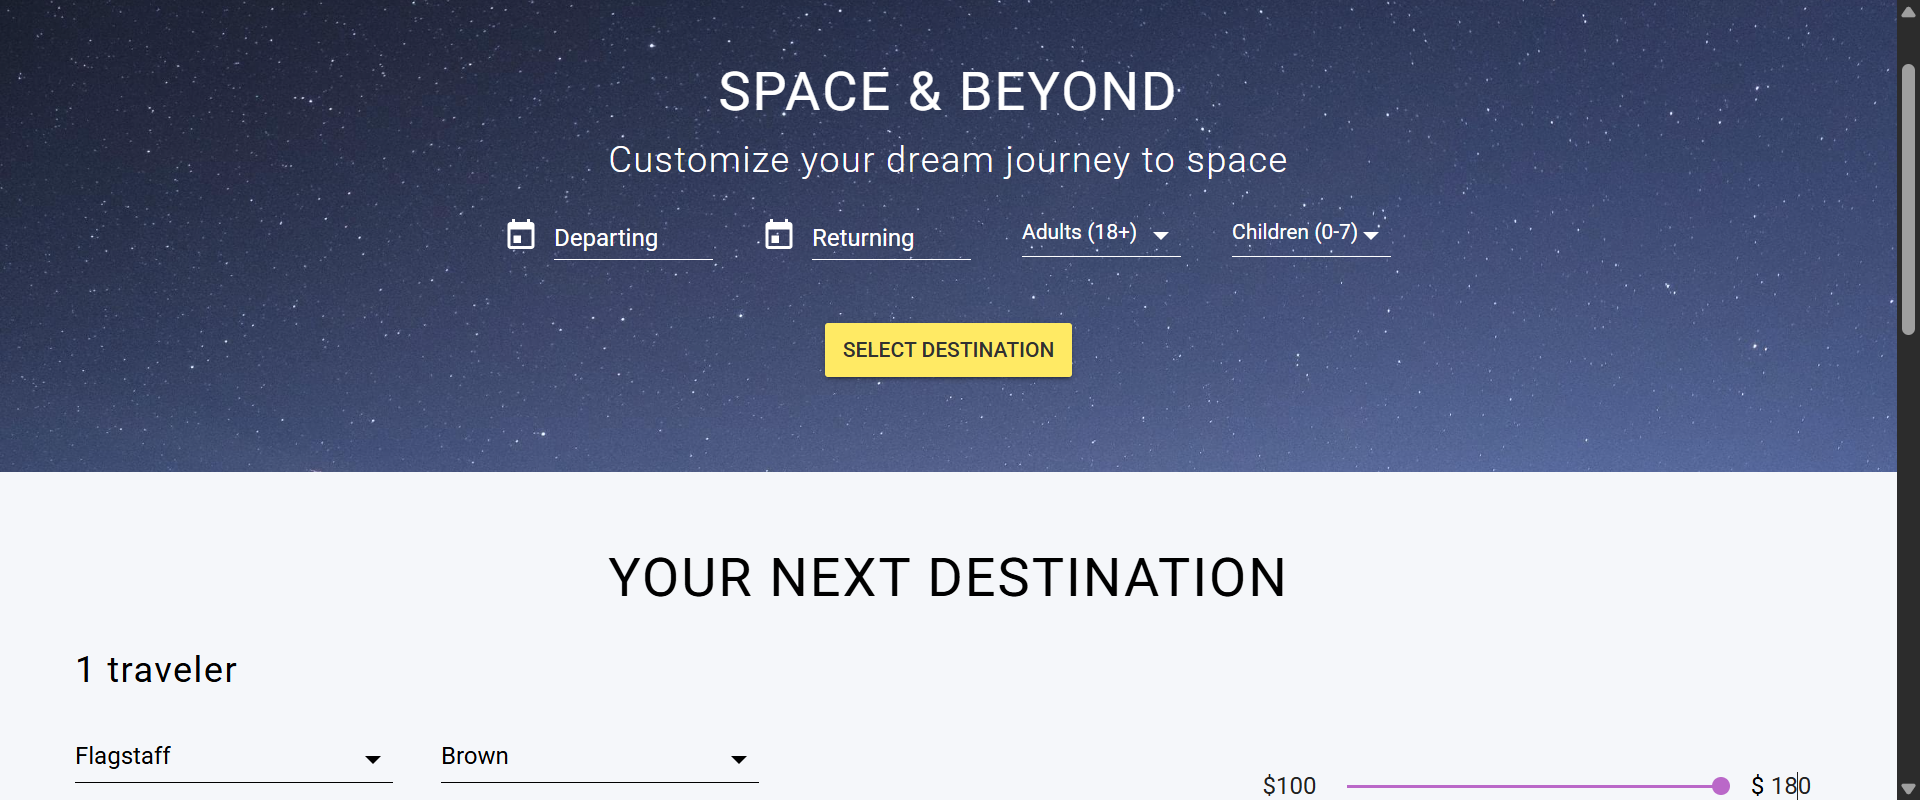 SPACE & BEYOND
Customize your dream journey to space
Departing
Returning
Adults (18+)
Children (0-7)
SELECT DESTINATION
YOUR NEXT DESTINATION
1 traveler
Flagstaff
Brown
$100
$ 180